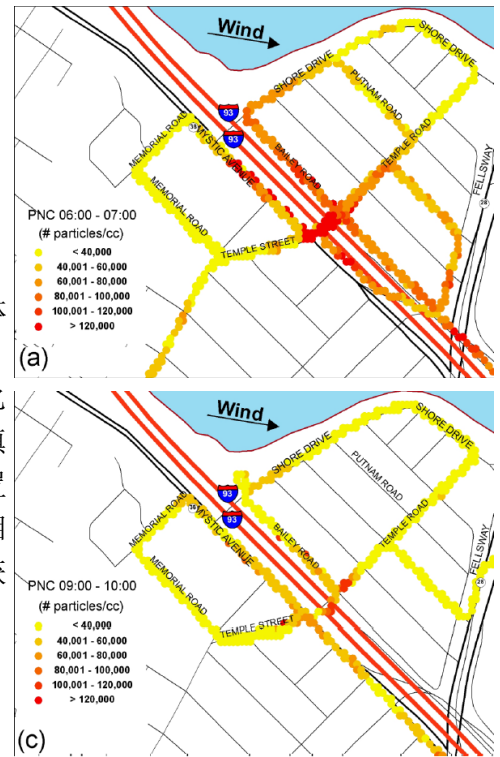 Wind
SHORE DRIVE
SHORE DRIVE
PUTNAM ROAD
93
93
MEMORIAL ROAD
38
MYSTIC AVENUE
BAILEY ROAD
TEMPLE ROAD
MEMORIAL ROAD
FELLSWAY
28
TEMPLE STREET
PNC 06:00 - 07:00
(# particles/cc)
< 40,000
40,001 - 60,000
60,001 - 80,000
80,001 - 100,000
100,001 - 120,000
> 120,000
(a)
Wind
SHORE DRIVE
SHORE DRIVE
PUTNAM ROAD
93
93
MEMORIAL ROAD
38
MYSTIC AVENUE
BAILEY ROAD
TEMPLE ROAD
MEMORIAL ROAD
FELLSWAY
28
TEMPLE STREET
PNC 09:00 - 10:00
(# particles/cc)
< 40,000
40,001 - 60,000
60,001 - 80,000
80,001 - 100,000
100,001 - 120,000
> 120,000
(c)